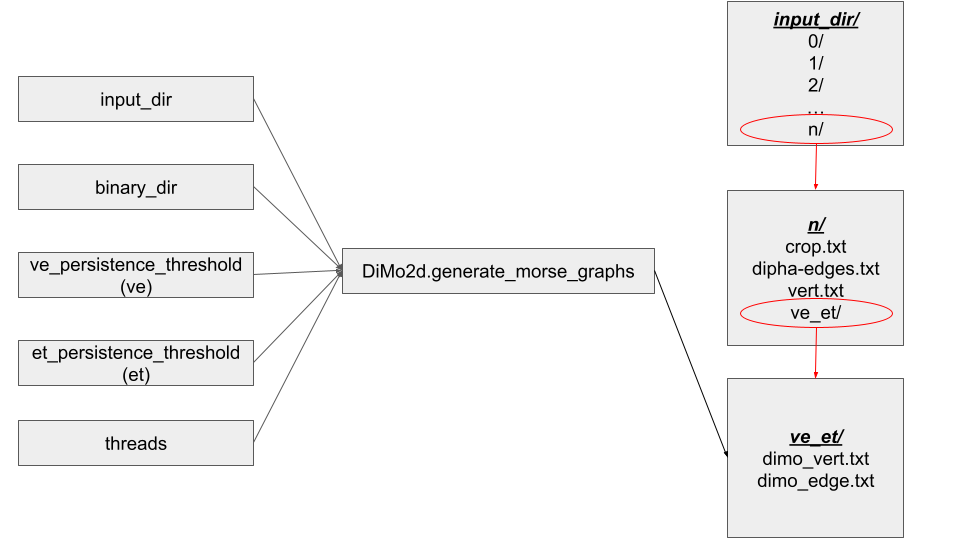 input_dir
binary_dir
ve_persistence_threshold
(ve)
et_persistence_threshold
(et)
threads
DiMo2d.generate_morse_graphs
input_dir/
0/
1/
2/
…
n/
n/
crop.txt
dipha-edges.txt
vert.txt
ve_et/
ve_et/
dimo_vert.txt
dimo_edge.txt